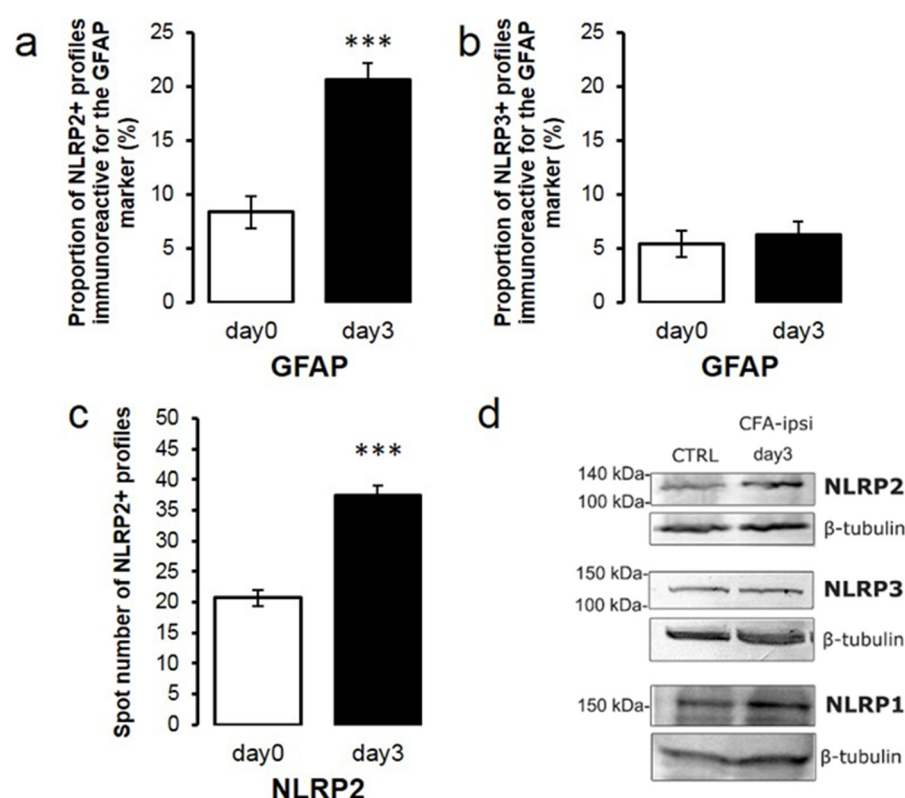 a
Proportion of NLRP2+ profiles
immunoreactive for the GFAP
marker (%)
25
20
15
10
5
0
***
day0 day3
GFAP
b
Proportion of NLRP3+ profiles
immunoreactive for the GFAP
marker (%)
25
20
15
10
5
0
day0 day3
GFAP
c
Spot number of NLRP2+ profiles
50
45
40
35
30
25
20
15
10
5
0
***
day0 day3
NLRP2
d
CFA-ipsi
CTRL day3
140 kDa-
100 kDa-
NLRP2
β-tubulin
150 kDa-
100 kDa-
NLRP3
β-tubulin
150 kDa-
NLRP1
β-tubulin